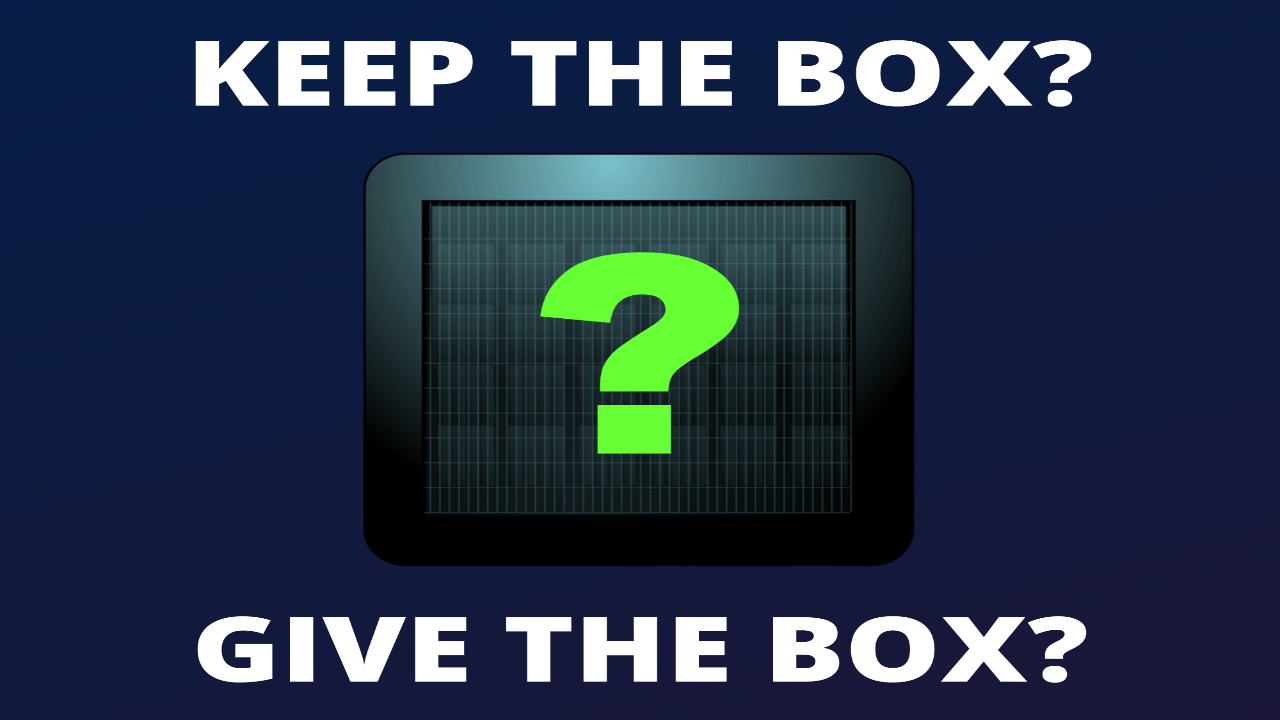 KEEP THE BOX?
?
GIVE THE BOX?